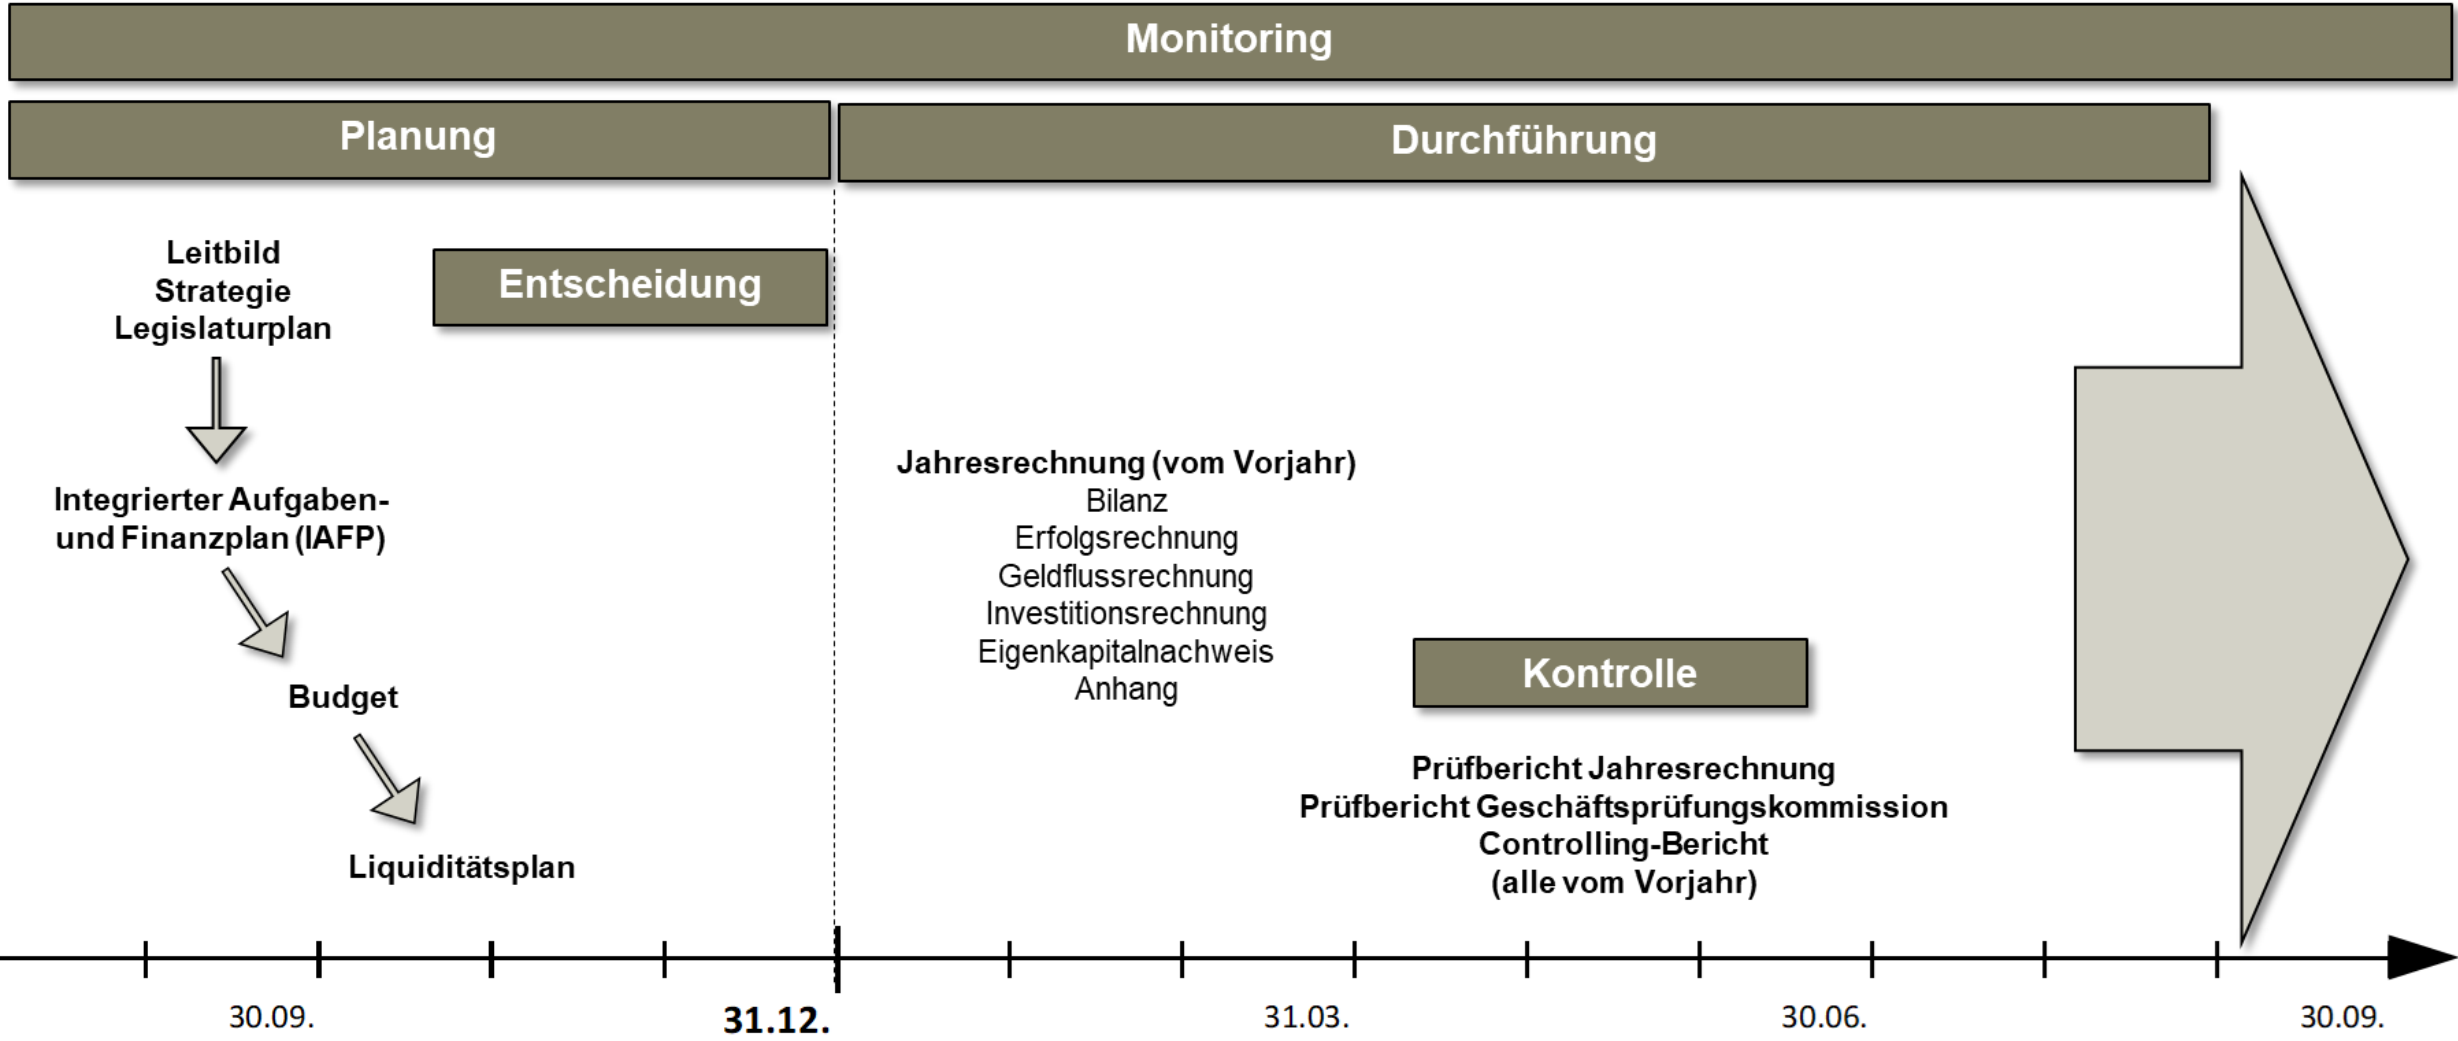 Monitoring
Planung
Durchführung
Leitbild
Strategie
Legislaturplan
Entscheidung
Integrierter Aufgaben-
und Finanzplan (IAFP)
Budget
Liquiditätsplan
Jahresrechnung (vom Vorjahr)
Bilanz
Erfolgsrechnung
Geldflussrechnung
Investitionsrechnung
Eigenkapitalnachweis
Anhang
Kontrolle
Prüfbericht Jahresrechnung
Prüfbericht Geschäftsprüfungskommission
Controlling-Bericht
(alle vom Vorjahr)
30.09.
31.12.
31.03.
30.06.
30.09.